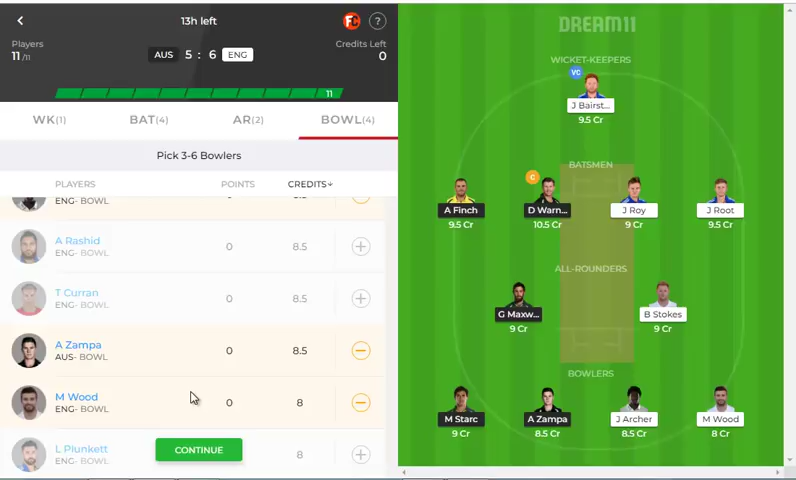 13h left
FC
?
Players
11/11
AUS 5 : 6 ENG
Credits Left
0
11
WK(1)
BAT(4)
AR(2)
BOWL(4)
Pick 3-6 Bowlers
PLAYERS
POINTS
CREDITS
ENG- BOWL
A Rashid
ENG- BOWL
0
8.5
T Curran
ENG- BOWL
0
8.5
A Zampa
AUS- BOWL
0
8.5
M Wood
ENG- BOWL
0
8
L Plunkett
ENG- BOWL
8
CONTINUE
DREAM11
WICKET-KEEPERS
VC
J Bairst...
9.5 Cr
BATSMEN
C
A Finch
D Warn...
J Roy
J Root
9.5 Cr
10.5 Cr
9 Cr
9.5 Cr
ALL-ROUNDERS
G Maxw...
B Stokes
9 Cr
9 Cr
BOWLERS
M Starc
A Zampa
J Archer
M Wood
9 Cr
8.5 Cr
8.5 Cr
8 Cr